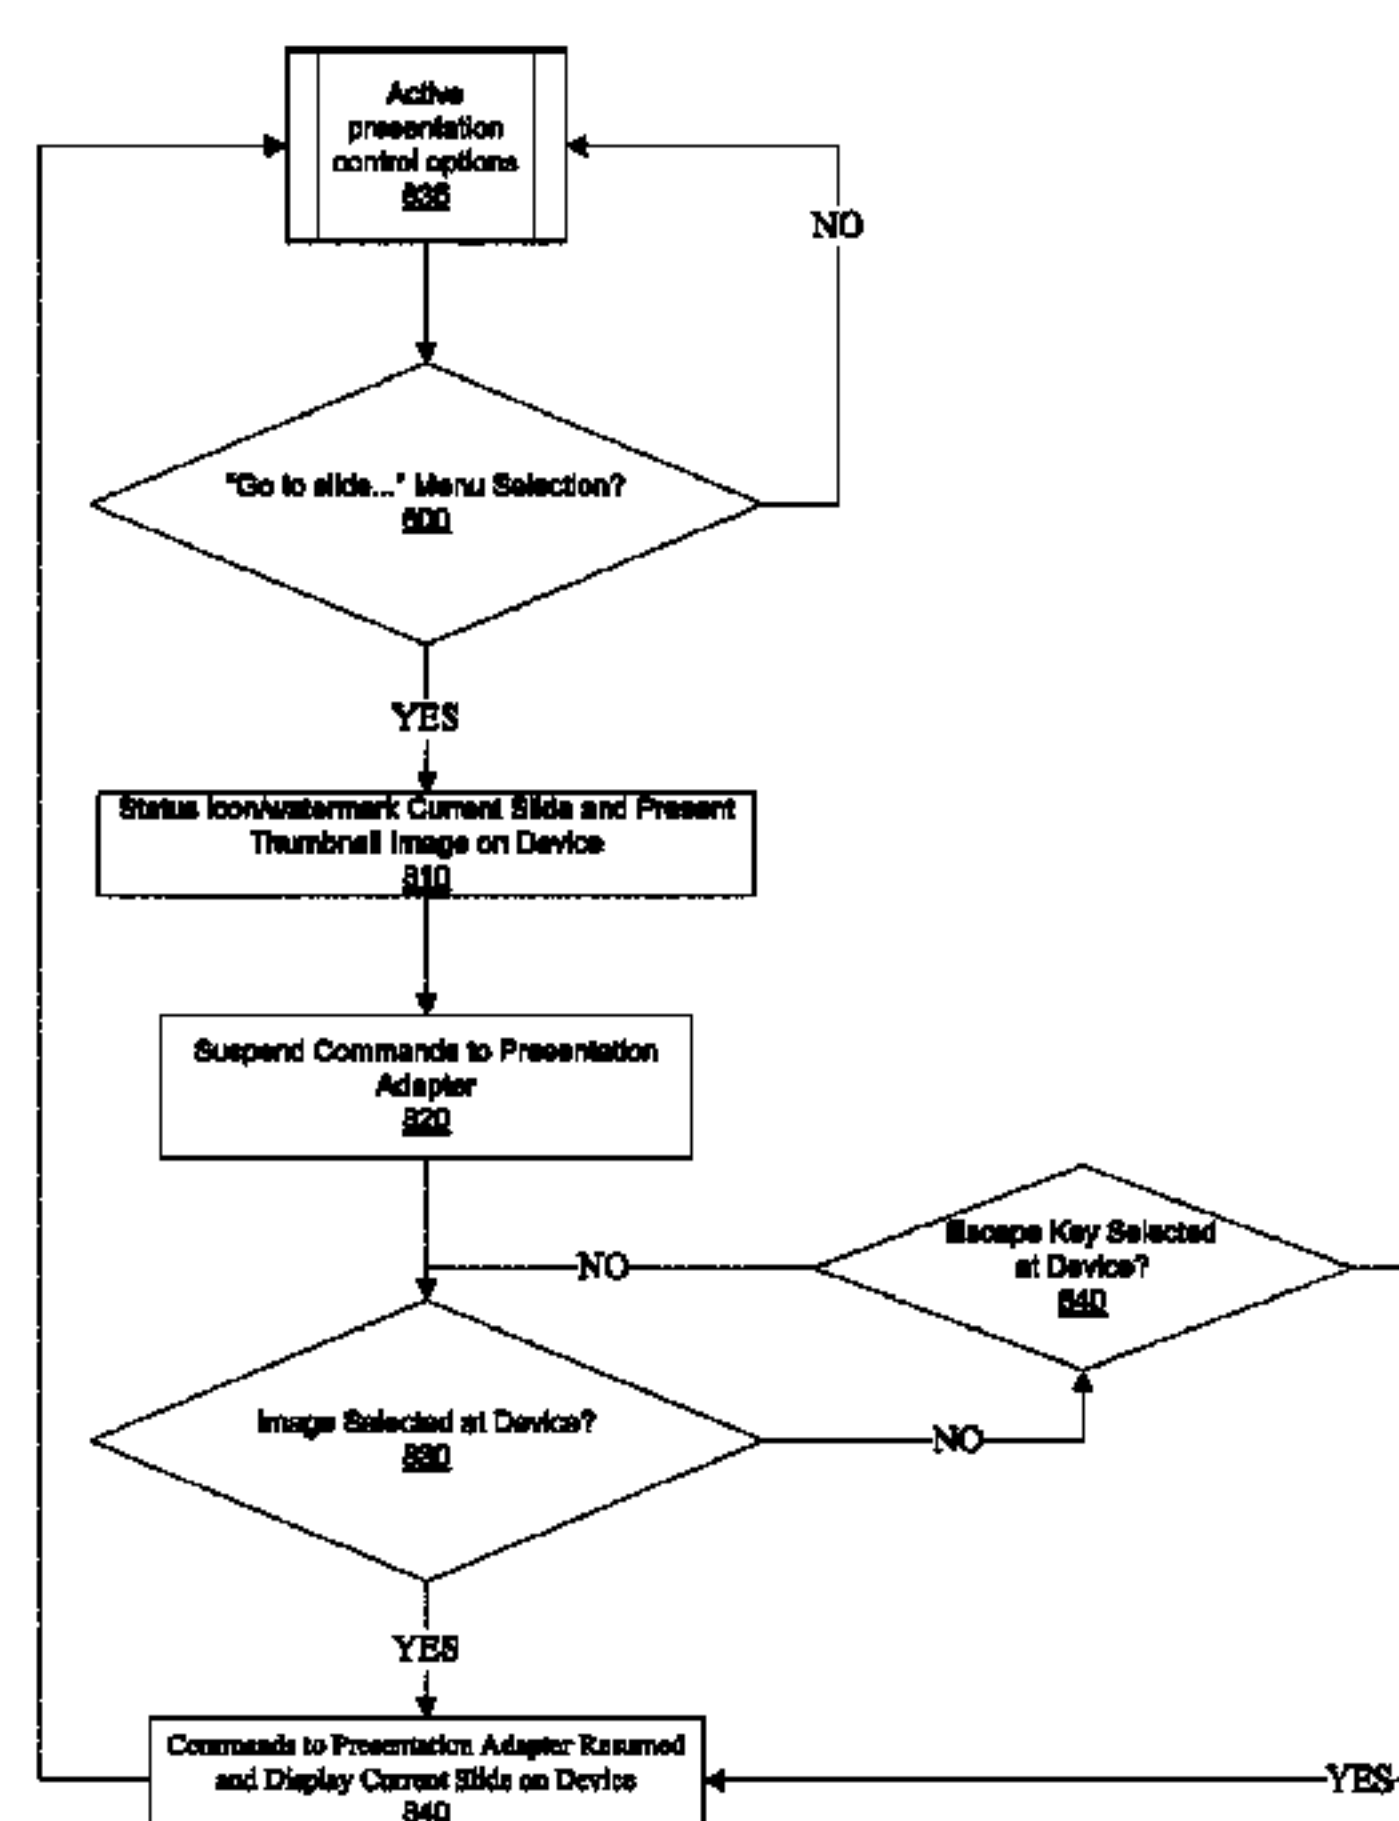 Active
presentation
control options
NO
"Go to slide..." Menu Selection?
YES
Status Icon/watermark Current Slide and Present
Thumbnail Image on Device
Suspend Commands to Presentation
Adapter
Escape Key Selected
at Device?
NO
Image Selected at Device?
NO
YES
Commands to Presentation Adapter Resumed
and Display Current Slide on Device
YES